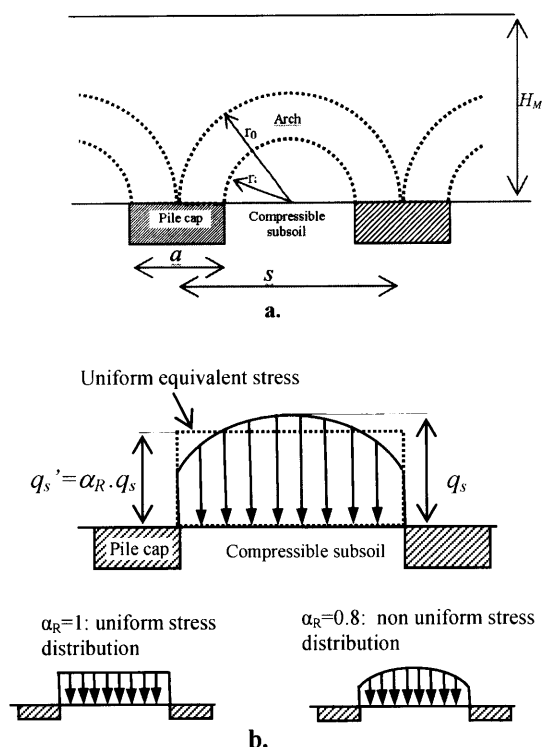 H_M
Arch
r_0
r_i
Pile cap
Compressible
subsoil
a
s
a.
Uniform equivalent stress
q_s'=α_R.q_s
q_s
Pile cap
Compressible subsoil
α_R=1: uniform stress
distribution
α_R=0.8: non uniform stress
distribution
b.